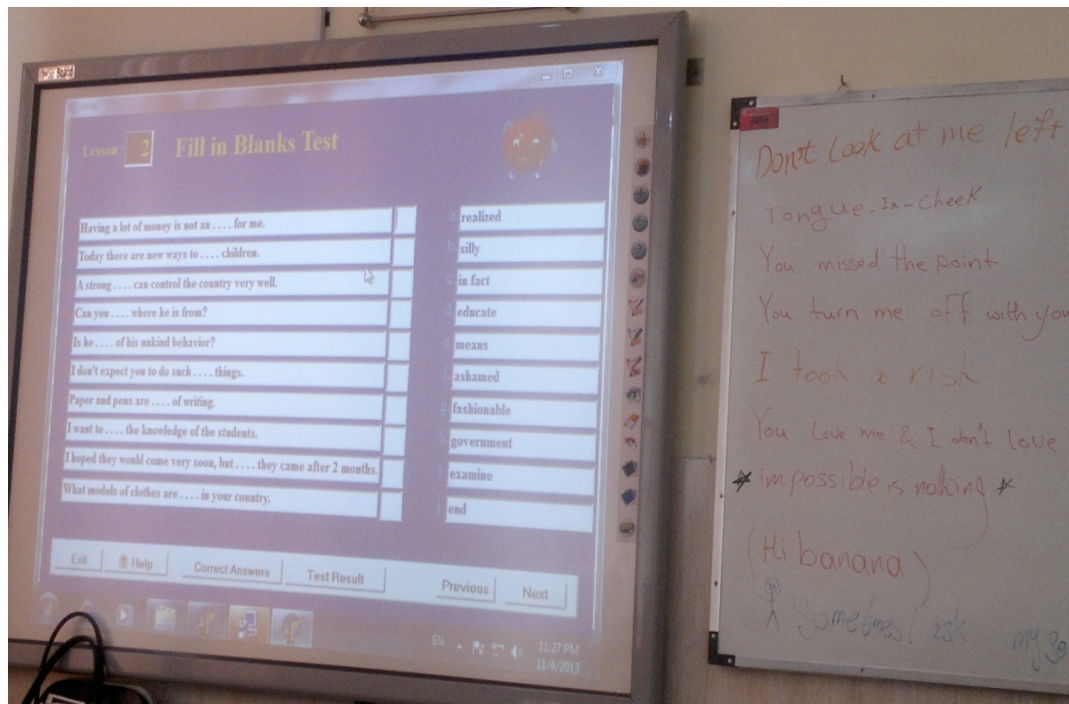 Board
Lesson : 2 Fill in Blanks Test
Having a lot of money is not an . . . . for me.
Today there are new ways to . . . . children.
A strong . . . . can control the country very well.
Can you . . . . where he is from?
Is he . . . . of his unkind behavior?
I don't expect you to do such . . . . things.
Paper and pens are . . . . of writing.
I want to . . . . the knowledge of the students.
I hoped they would come very soon, but . . . . they came after 2 months.
What models of clothes are . . . . in your country.
a realized
b silly
c in fact
d educate
e means
f ashamed
g fashionable
h government
i examine
j end
Exit Help Correct Answers Test Result Previous Next
EN 11:27 PM
11/4/2013
Don't Look at me left
Tongue-In-cheek
You missed the point
You turn me off with you
I took a risk
You Love me & I don't love
impossible is nothing
(Hi banana)
Sometimes I ask my